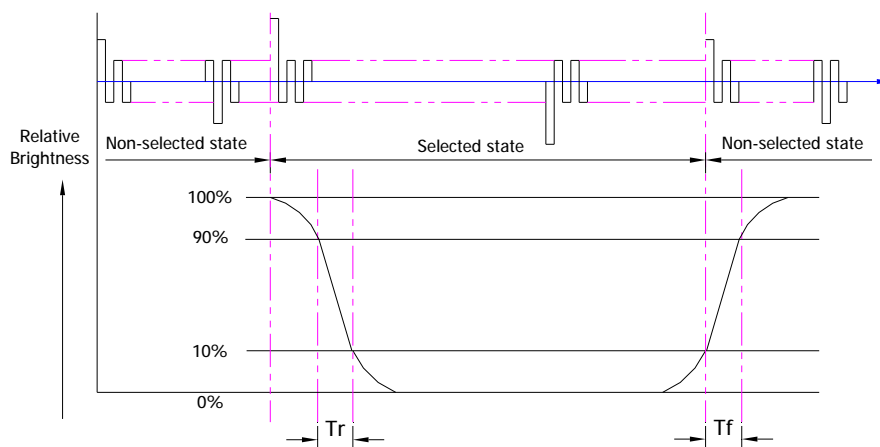 Relative
Brightness
Non-selected state
Selected state
Non-selected state
100%
90%
10%
0%
Tr
Tf